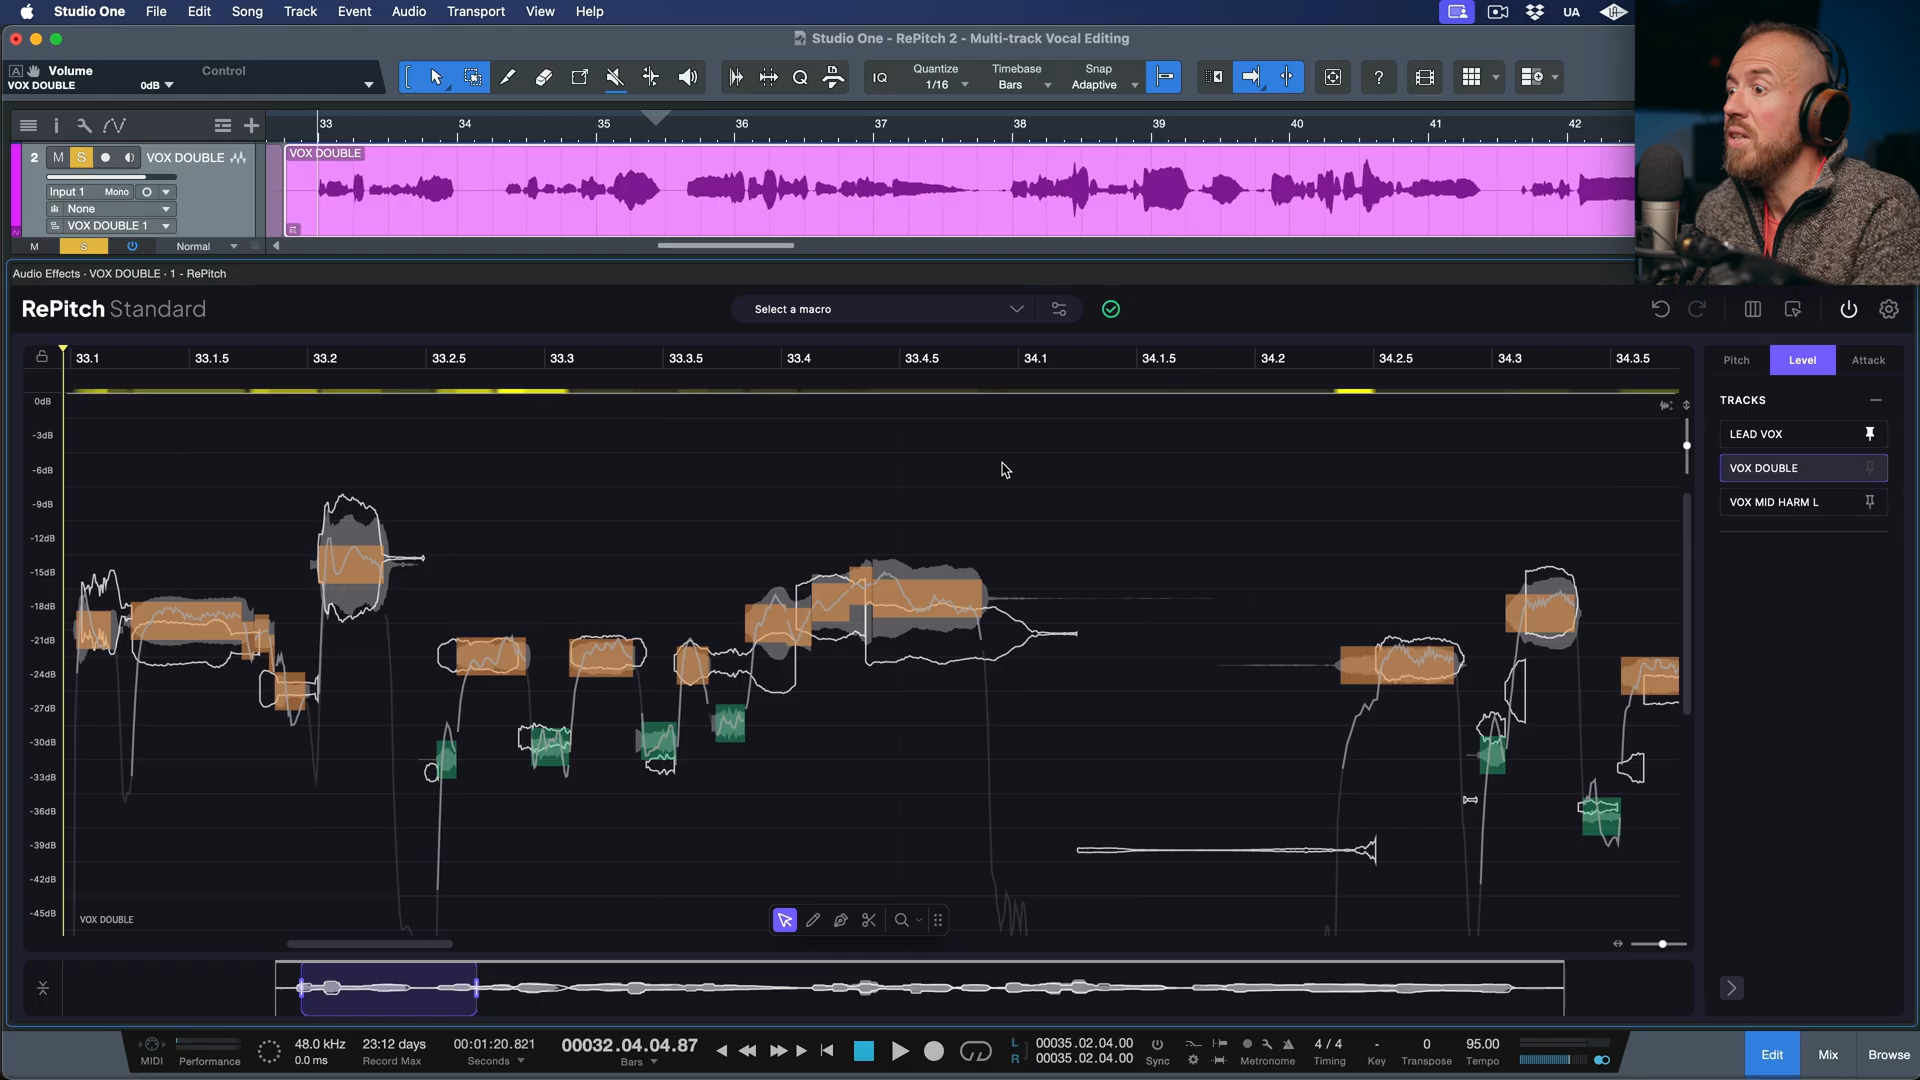 Studio One File Edit Song Track Event Audio Transport View Help UA
Studio One - RePitch 2 - Multi-track Vocal Editing
A Volume Control
VOX DOUBLE 0dB
IQ Quantize Timebase Snap ?
1/16 Bars Adaptive
i 33 34 35 36 37 38 39 40 41 42
2 M S VOX DOUBLE VOX DOUBLE
Input 1 Mono
None
VOX DOUBLE 1
M S Normal
Audio Effects · VOX DOUBLE · 1 - RePitch
RePitch Standard Select a macro
33.1 33.1.5 33.2 33.2.5 33.3 33.3.5 33.4 33.4.5 34.1 34.1.5 34.2 34.2.5 34.3 34.3.5 Pitch Level Attack
0dB
TRACKS
-3dB
LEAD VOX
-6dB
VOX DOUBLE
-9dB
VOX MID HARM L
-12dB
-15dB
-18dB
-21dB
-24dB
-27dB
-30dB
-33dB
-36dB
-39dB
-42dB
-45dB
VOX DOUBLE
MIDI Performance 48.0 kHz 23:12 days 00:01:20.821 00032.04.04.87 L 00035.02.04.00 4 / 4 - 0 95.00 Edit Mix Browse
0.0 ms Record Max Seconds Bars R 00035.02.04.00 Sync Metronome Timing Key Transpose Tempo